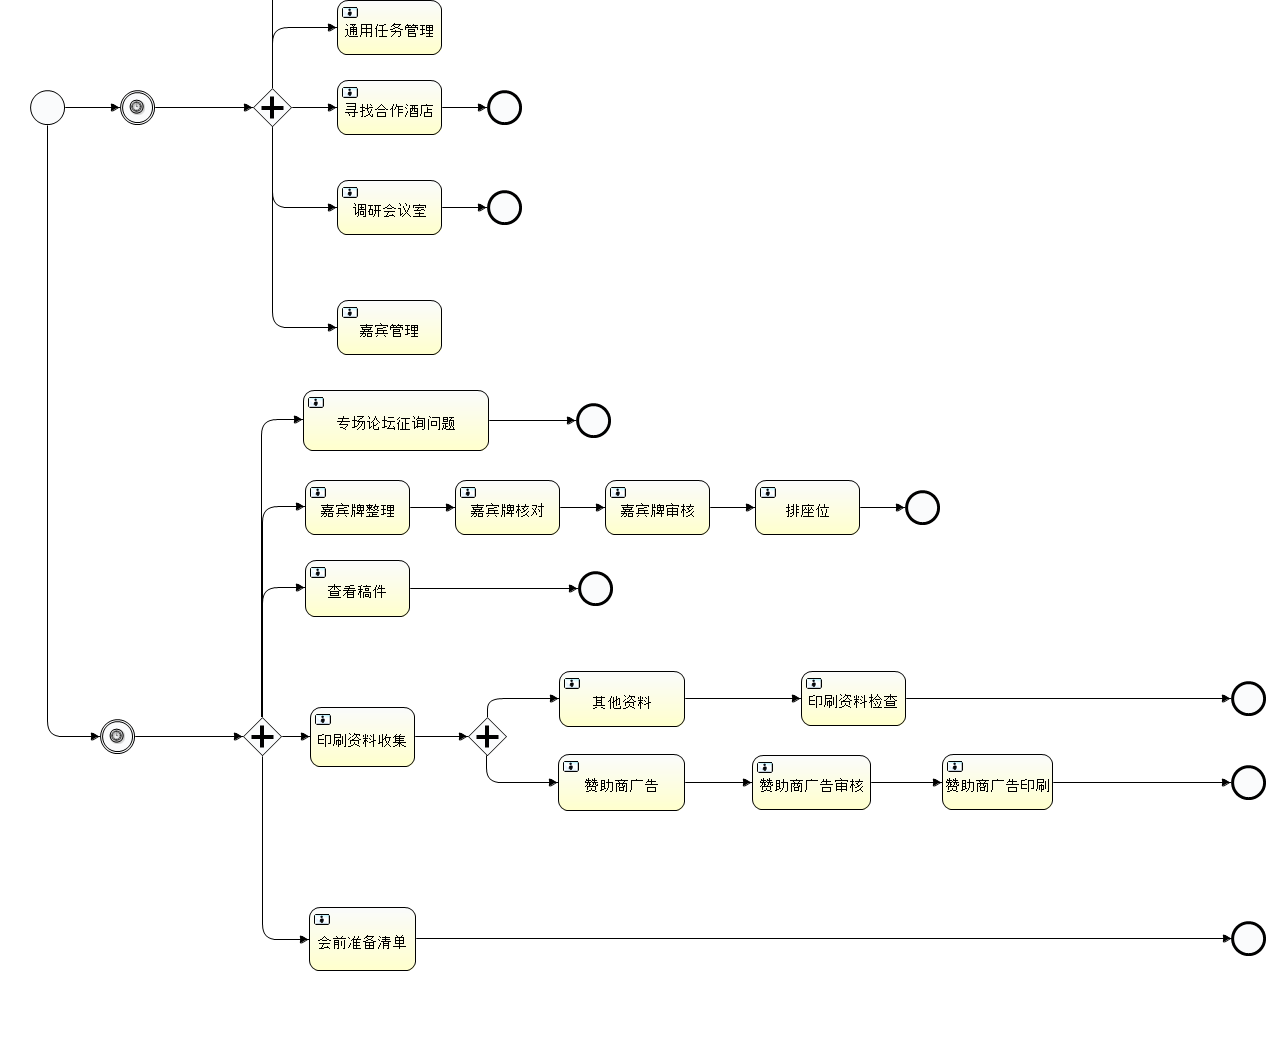 通用任务管理
寻找合作酒店
调研会议室
嘉宾管理
专场论坛征询问题
嘉宾牌整理
嘉宾牌核对
嘉宾牌审核
排座位
查看稿件
其他资料
印刷资料检查
印刷资料收集
赞助商广告
赞助商广告审核
赞助商广告印刷
会前准备清单